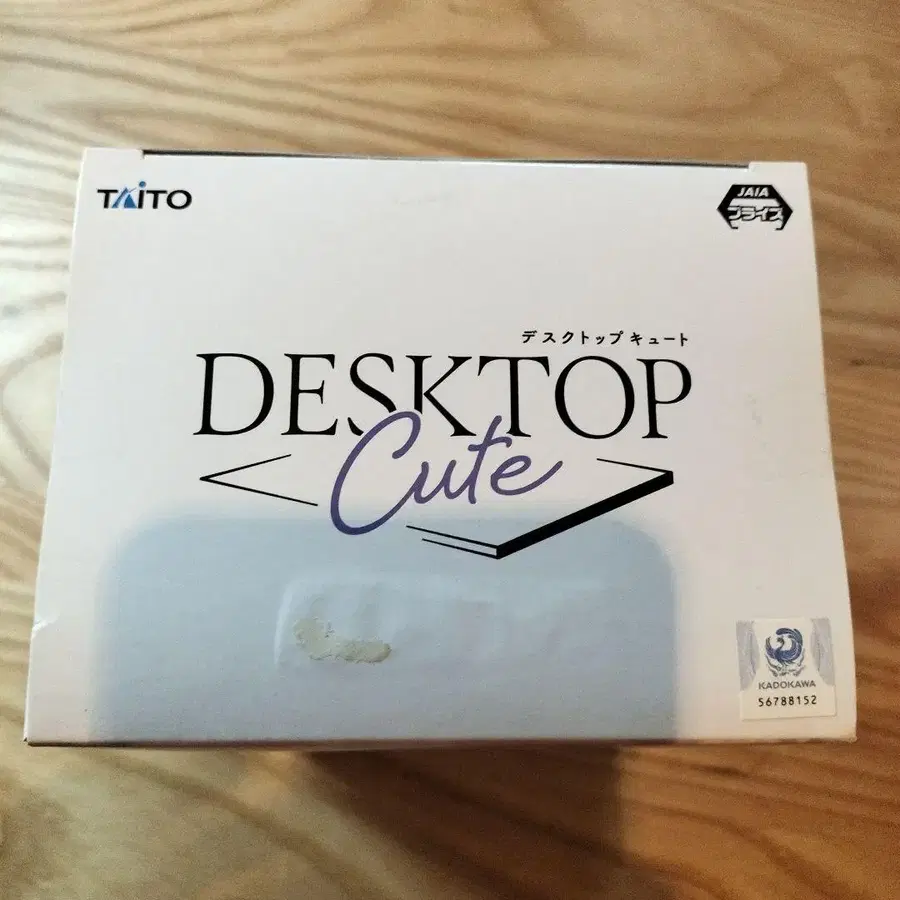 TAITO
JAIA
プライズ
デスクトップキュート
DESKTOP
Cute
KADOKAWA
56788152